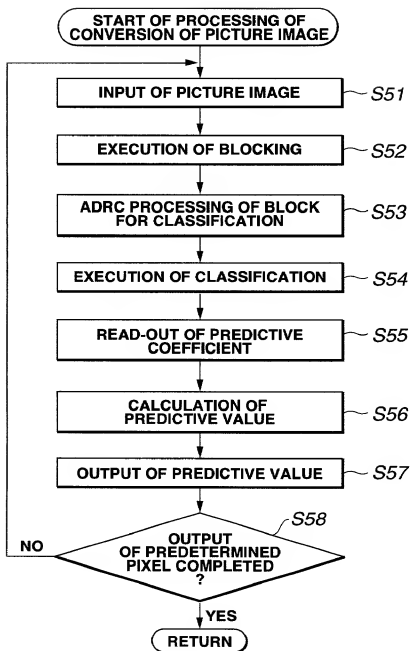 START OF PROCESSING OF
CONVERSION OF PICTURE IMAGE
INPUT OF PICTURE IMAGE
S51
EXECUTION OF BLOCKING
S52
ADRC PROCESSING OF BLOCK
FOR CLASSIFICATION
S53
EXECUTION OF CLASSIFICATION
S54
READ-OUT OF PREDICTIVE
COEFFICIENT
S55
CALCULATION OF
PREDICTIVE VALUE
S56
OUTPUT OF PREDICTIVE VALUE
S57
S58
OUTPUT
OF PREDETERMINED
PIXEL COMPLETED
?
NO
YES
RETURN